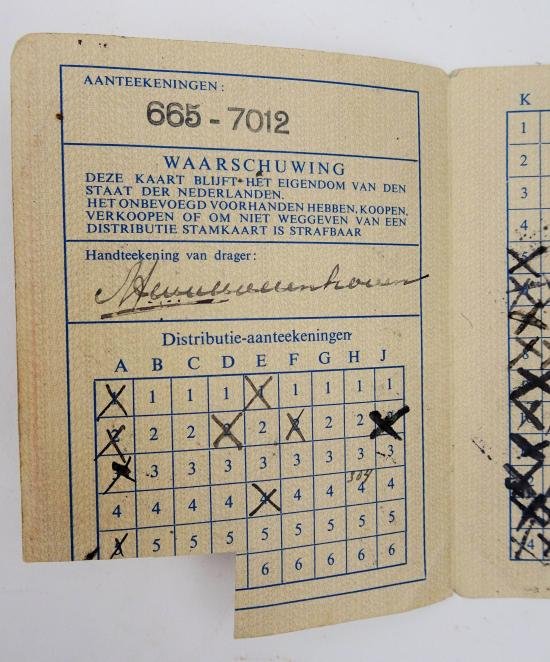 AANTEEKENINGEN:
665-7012
WAARSCHUWING
DEZE KAART BLIJFT HET EIGENDOM VAN DEN
STAAT DER NEDERLANDEN.
HET ONBEVOEGD VOORHANDEN HEBBEN, KOOPEN,
VERKOOPEN OF OM NIET WEGGEVEN VAN EEN
DISTRIBUTIE STAMKAART IS STRAFBAAR
Handteekening van drager:
Distributie-aanteekeningen
A B C D E F G H J
1 1 1 1 1 1 1
2 2 2 2 2
3 3 3 3 3 3 3 3
304
4 4 4 4 4 4 4 4
5 5 5 5 5 5 5 5
6 6 6 6 6
K
1
2
3
4